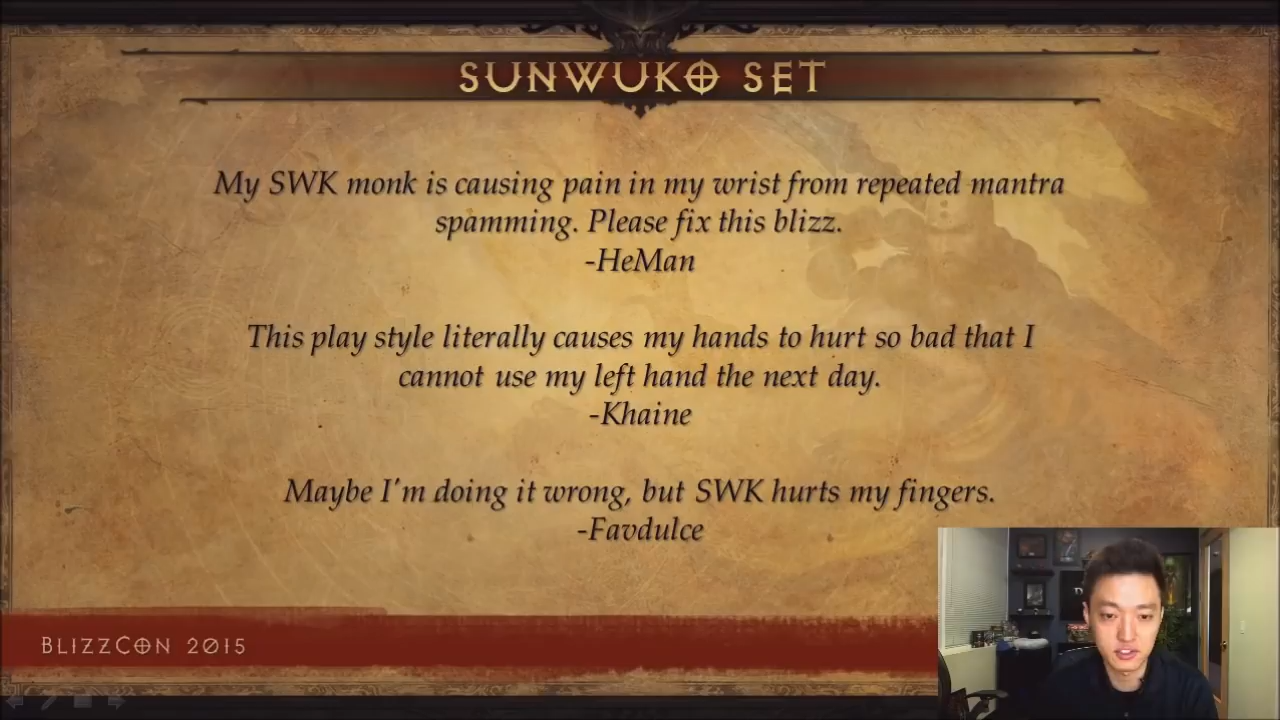 SUNWUKO SET
My SWK monk is causing pain in my wrist from repeated mantra
spamming. Please fix this blizz.
-HeMan
This play style literally causes my hands to hurt so bad that I
cannot use my left hand the next day.
-Khaine
Maybe I'm doing it wrong, but SWK hurts my fingers.
-Favdulce
BLIZZCON 2015